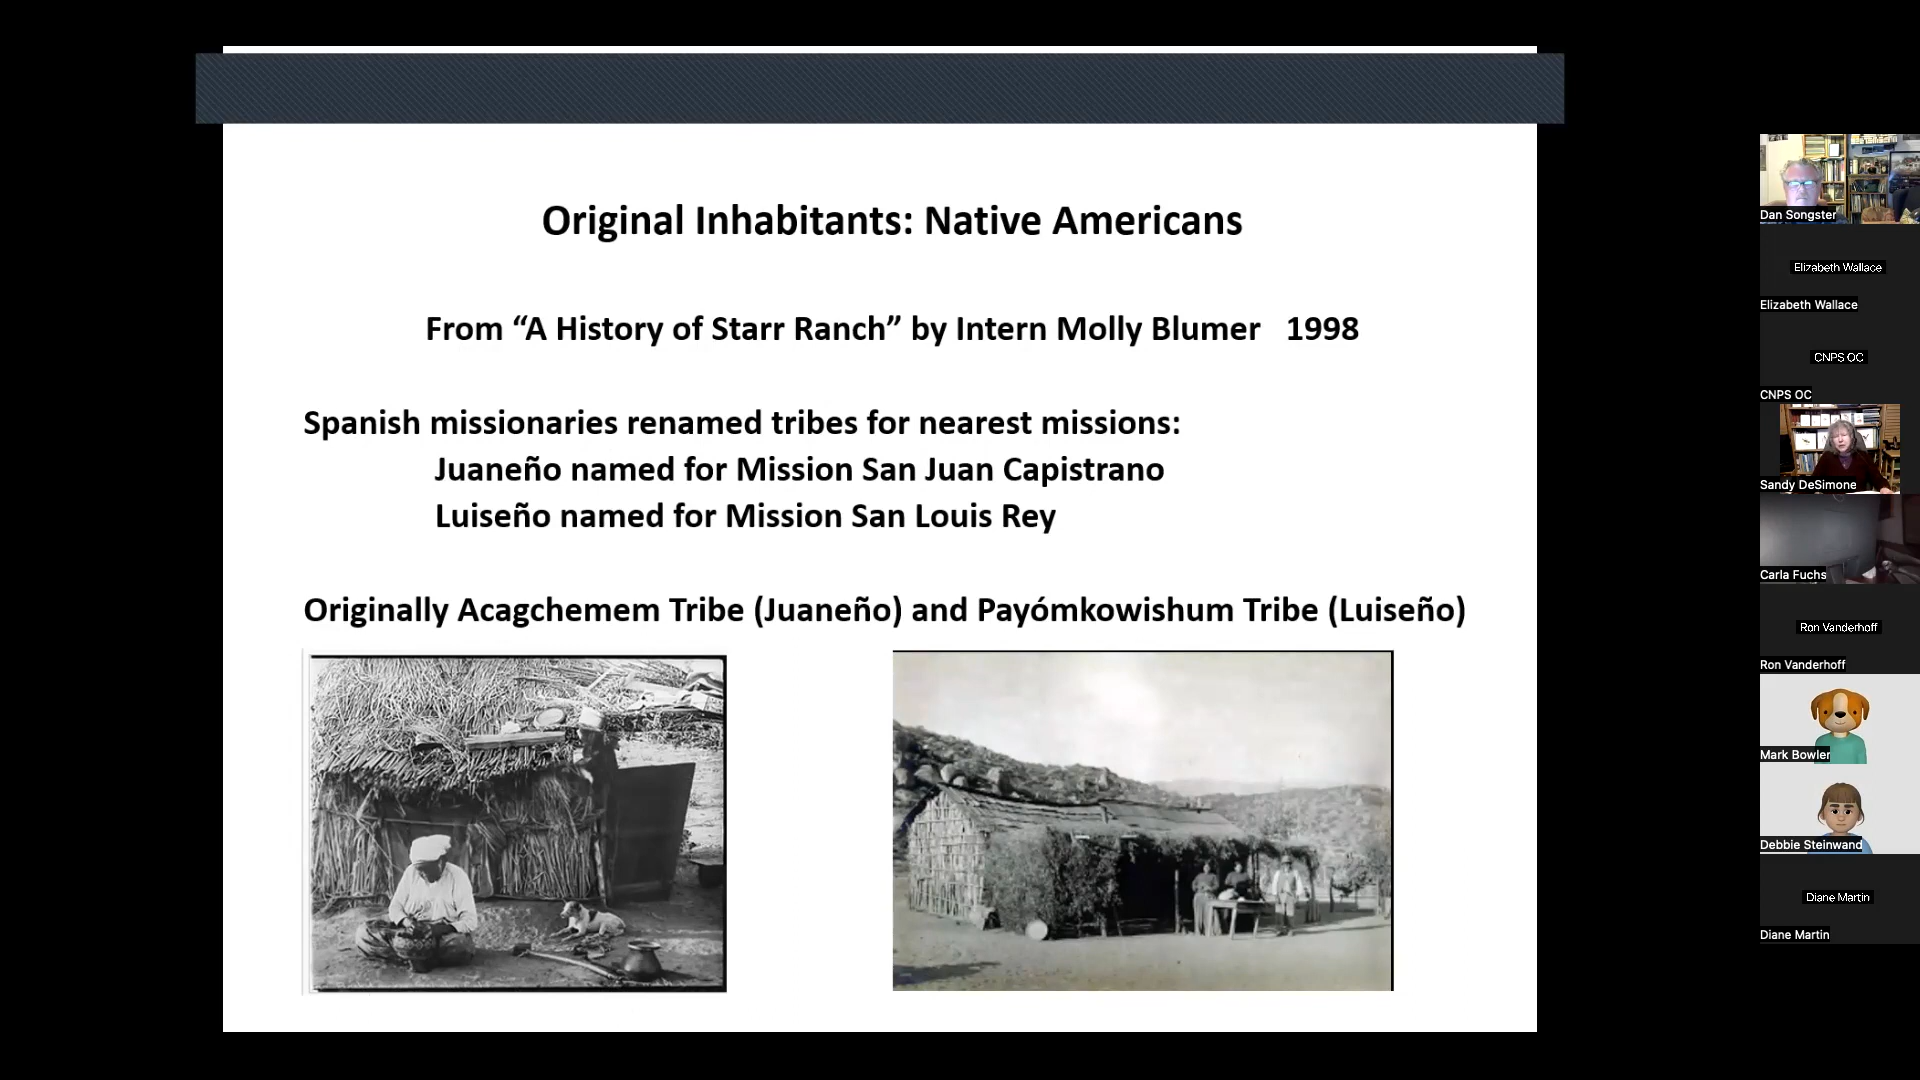 Original Inhabitants: Native Americans
From “A History of Starr Ranch” by Intern Molly Blumer 1998
Spanish missionaries renamed tribes for nearest missions:
Juaneño named for Mission San Juan Capistrano
Luiseño named for Mission San Louis Rey
Originally Acagchemem Tribe (Juaneño) and Payómkowishum Tribe (Luiseño)
Dan Songster
Elizabeth Wallace
Elizabeth Wallace
CNPS OC
CNPS OC
Sandy DeSimone
Carla Fuchs
Ron Vanderhoff
Ron Vanderhoff
Mark Bowler
Debbie Steinwand
Diane Martin
Diane Martin